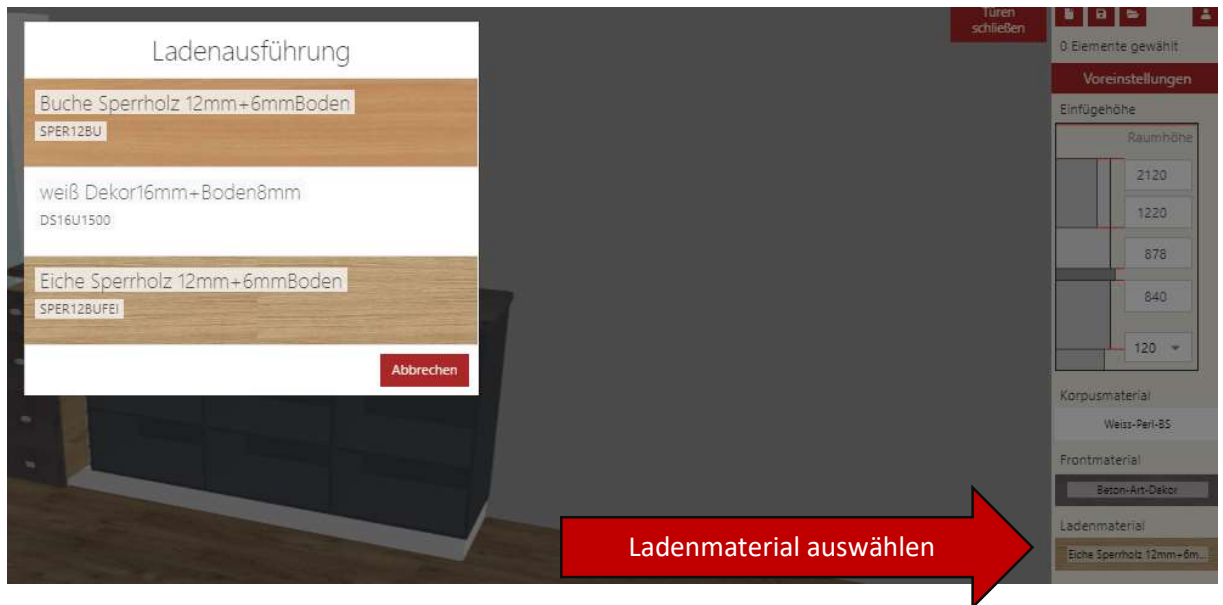 Ladenausführung
Buche Sperrholz 12mm+6mmBoden
SPER12BU
weiß Dekor16mm+Boden8mm
DS16U1500
Eiche Sperrholz 12mm+6mmBoden
SPER12BUFEI
Abbrechen
Türen
schließen
0 Elemente gewählt
Voreinstellungen
Einfügehöhe
Raumhöhe
2120
1220
878
840
120
Korpusmaterial
Weiss-Perl-BS
Frontmaterial
Beton-Art-Dekor
Ladenmaterial
Eiche Sperrholz 12mm+6m...
Ladenmaterial auswählen